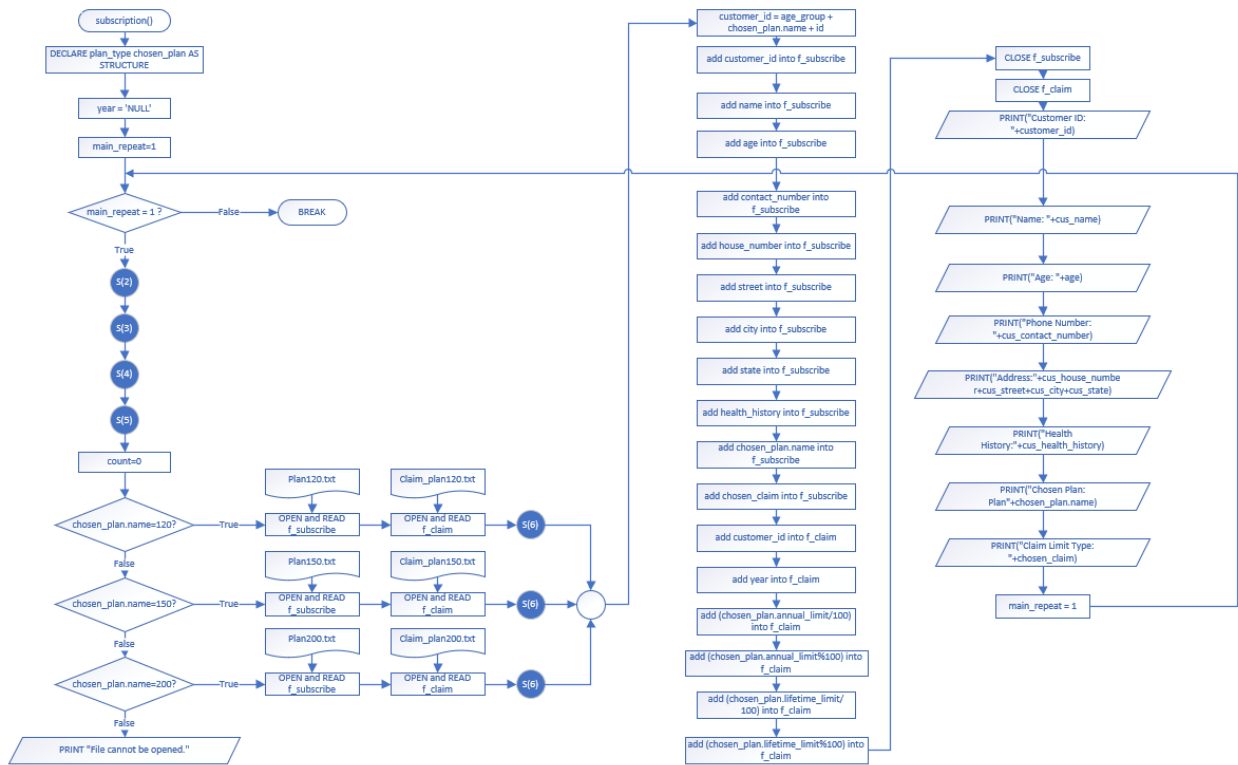 subscription()
DECLARE plan_type chosen_plan AS
STRUCTURE
year = 'NULL'
main_repeat=1
main_repeat = 1 ?
False
BREAK
True
S(2)
S(3)
S(4)
S(5)
count=0
chosen_plan.name=120?
True
Plan120.txt
OPEN and READ
f_subscribe
Claim_plan120.txt
OPEN and READ
f_claim
S(6)
False
chosen_plan.name=150?
True
Plan150.txt
OPEN and READ
f_subscribe
Claim_plan150.txt
OPEN and READ
f_claim
S(6)
False
chosen_plan.name=200?
True
Plan200.txt
OPEN and READ
f_subscribe
Claim_plan200.txt
OPEN and READ
f_claim
S(6)
False
PRINT "File cannot be opened."
customer_id = age_group +
chosen_plan.name + id
add customer_id into f_subscribe
add name into f_subscribe
add age into f_subscribe
add contact_number into
f_subscribe
add house_number into f_subscribe
add street into f_subscribe
add city into f_subscribe
add state into f_subscribe
add health_history into f_subscribe
add chosen_plan.name into
f_subscribe
add chosen_claim into f_subscribe
add customer_id into f_claim
add year into f_claim
add (chosen_plan.annual_limit/100)
into f_claim
add (chosen_plan.annual_limit%100) into
f_claim
add (chosen_plan.lifetime_limit/
100) into f_claim
add (chosen_plan.lifetime_limit%100) into
f_claim
CLOSE f_subscribe
CLOSE f_claim
PRINT("Customer ID:
"+customer_id)
PRINT("Name: "+cus_name)
PRINT("Age: "+age)
PRINT("Phone Number:
"+cus_contact_number)
PRINT("Address:"+cus_house_numbe
r+cus_street+cus_city+cus_state)
PRINT("Health
History:"+cus_health_history)
PRINT("Chosen Plan:
Plan"+chosen_plan.name)
PRINT("Claim Limit Type:
"+chosen_claim)
main_repeat = 1